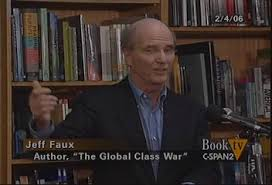 2/4/06
Jeff Faux
Author, "The Global Class War"
Book tv
C-SPAN2